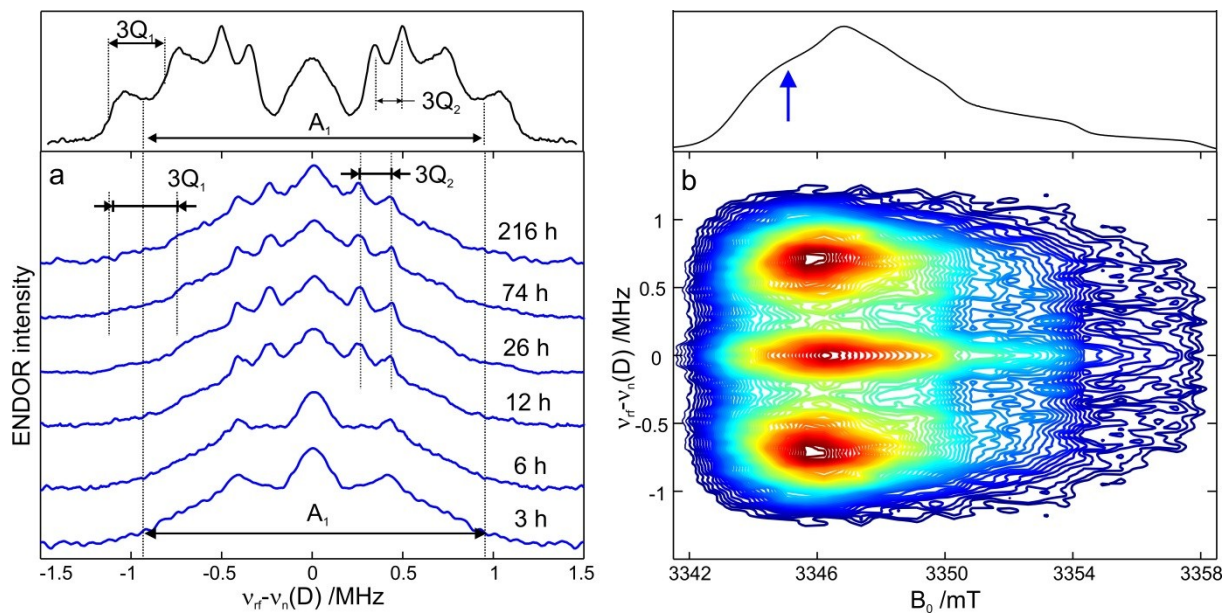 3Q₁
3Q₂
A₁
a
3Q₁
3Q₂
216 h
74 h
26 h
12 h
6 h
3 h
A₁
ENDOR intensity
-1.5 -1 -0.5 0 0.5 1 1.5
νrf-νn(D) /MHz
b
1
0.5
0
-0.5
-1
νrf-νn(D) /MHz
3342 3346 3350 3354 3358
B₀ /mT